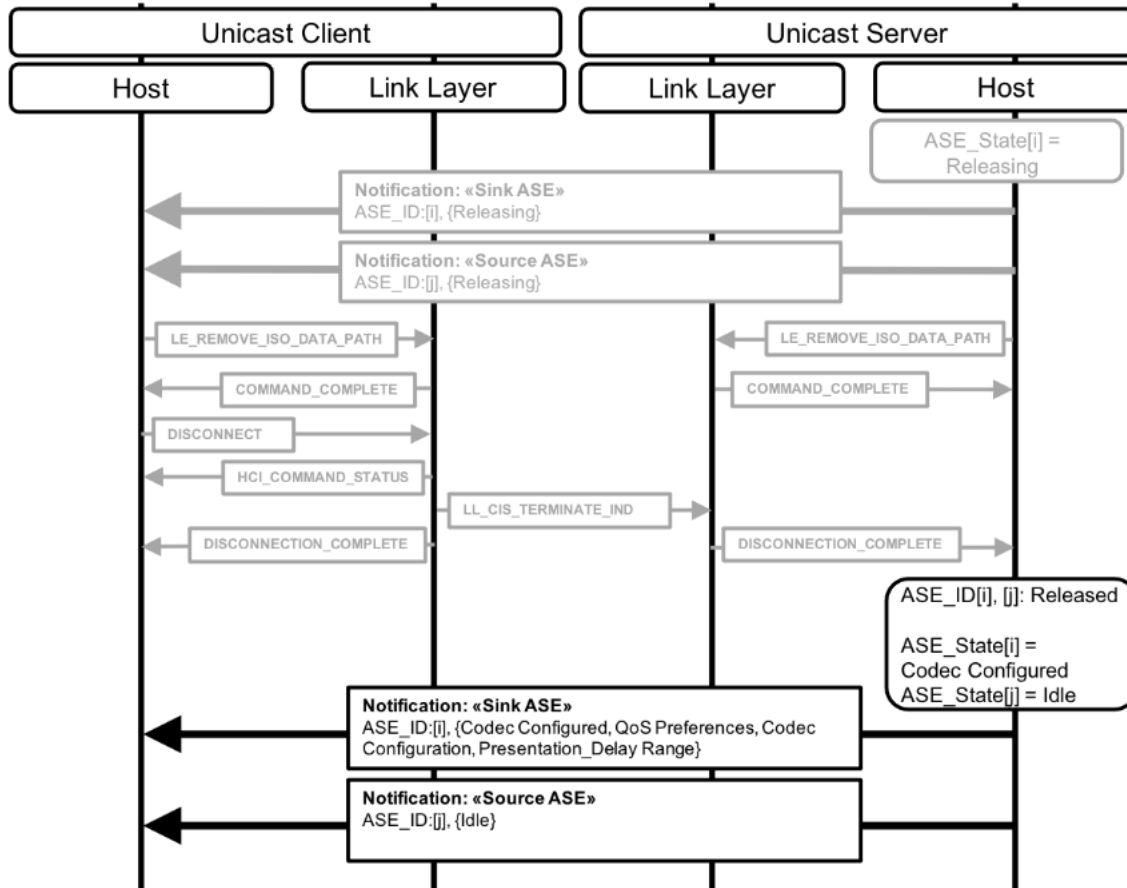 Unicast Client
Unicast Server
Host
Link Layer
Link Layer
Host
ASE_State[i] =
Releasing
Notification: «Sink ASE»
ASE_ID:[i], {Releasing}
Notification: «Source ASE»
ASE_ID:[j], {Releasing}
LE_REMOVE_ISO_DATA_PATH
LE_REMOVE_ISO_DATA_PATH
COMMAND_COMPLETE
COMMAND_COMPLETE
DISCONNECT
HCI_COMMAND_STATUS
LL_CIS_TERMINATE_IND
DISCONNECTION_COMPLETE
DISCONNECTION_COMPLETE
ASE_ID[i], [j]: Released
ASE_State[i] =
Codec Configured
ASE_State[j] = Idle
Notification: «Sink ASE»
ASE_ID:[i], {Codec Configured, QoS Preferences, Codec
Configuration, Presentation_Delay Range}
Notification: «Source ASE»
ASE_ID:[j], {Idle}